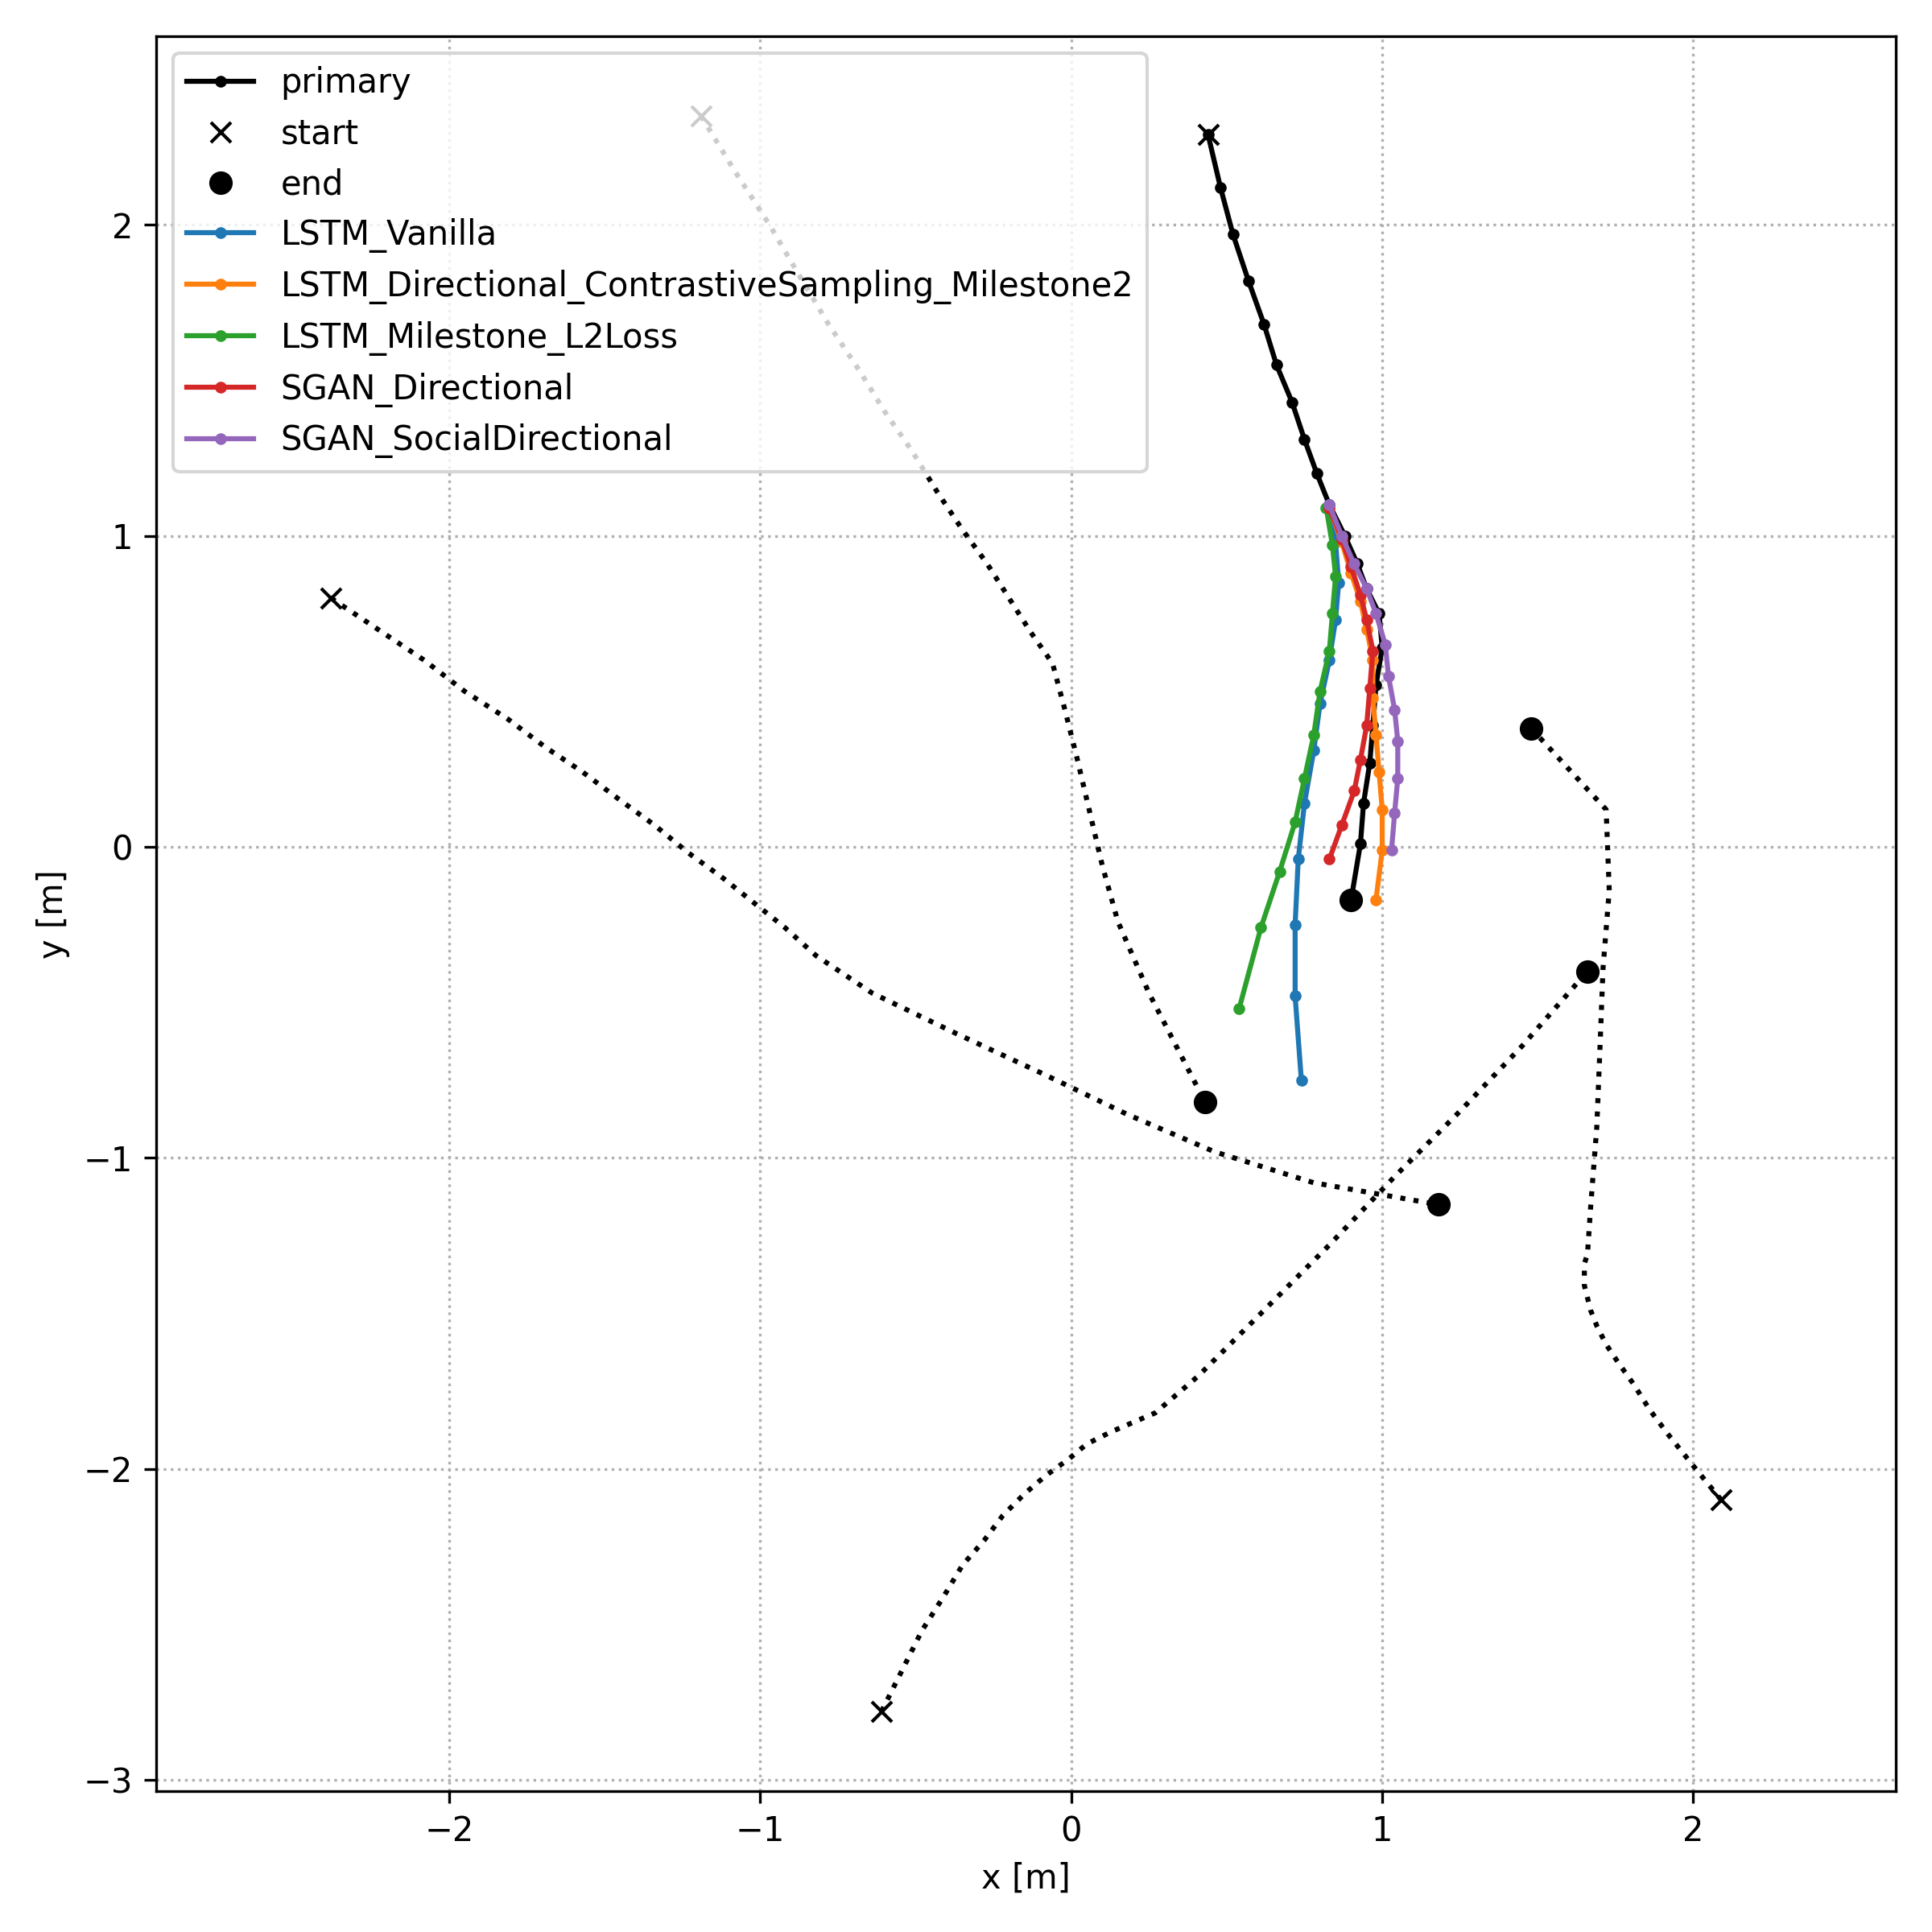 primary
start
end
LSTM_Vanilla
LSTM_Directional_ContrastiveSampling_Milestone2
LSTM_Milestone_L2Loss
SGAN_Directional
SGAN_SocialDirectional
2
1
0
−1
−2
−3
y [m]
−2 −1 0 1 2
x [m]